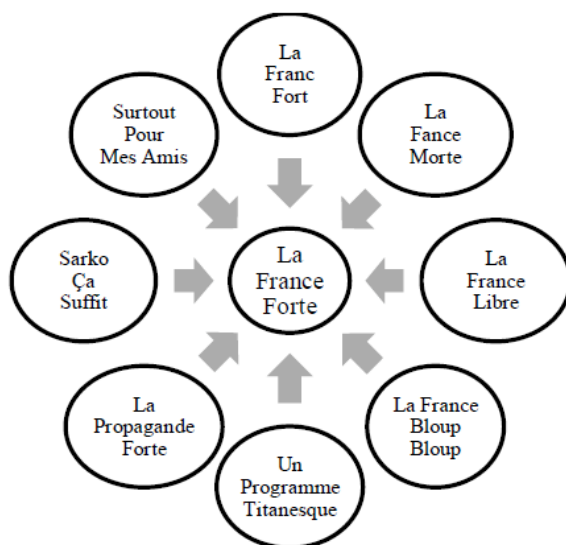 La
Franc
Fort
Surtout
Pour
Mes Amis
La
Fance
Morte
Sarko
Ça
Suffit
La
France
Forte
La
France
Libre
La
Propagande
Forte
La France
Bloup
Bloup
Un
Programme
Titanesque